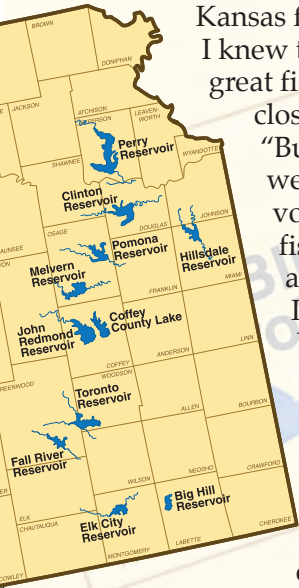 Kansas f
I knew t
great fi
clos
“Bu
we
vo
fis
a
BROWN
DONIPHAN
JACKSON
ATCHISON
JEFFERSON
LEAVEN-
WORTH
WYANDOTTE
Perry
Reservoir
SHAWNEE
Clinton
Reservoir
DOUGLAS
JOHNSON
OSAGE
Pomona
Reservoir
Hillsdale
Reservoir
MIAMI
FRANKLIN
Melvern
Reservoir
John
Redmond
Reservoir
Coffey
County Lake
LINN
ANDERSON
COFFEY
WOODSON
Toronto
Reservoir
ALLEN
BOURBON
Fall River
Reservoir
WILSON
NEOSHO
CRAWFORD
ELK
CHAUTAUQUA
Elk City
Reservoir
Big Hill
Reservoir
MONTGOMERY
LABETTE
CHEROKEE